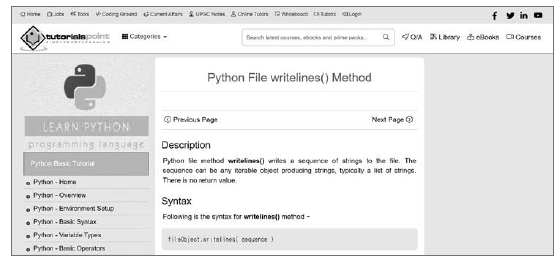 Home Jobs Tools Coding Ground Current Affairs UPSC Notes Online Tutors Whiteboard Tutorix Login
tutorialspoint Categories Search latest courses, ebooks and prime packs... Q/A Library eBooks Courses
Python File writelines() Method
LEARN PYTHON
programming language
Python Basic Tutorial
Python - Home
Python - Overview
Python - Environment Setup
Python - Basic Syntax
Python - Variable Types
Python - Basic Operators
Previous Page Next Page
Description
Python file method writelines() writes a sequence of strings to the file. The
sequence can be any iterable object producing strings, typically a list of strings.
There is no return value.
Syntax
Following is the syntax for writelines() method −
fileObject.writelines( sequence )